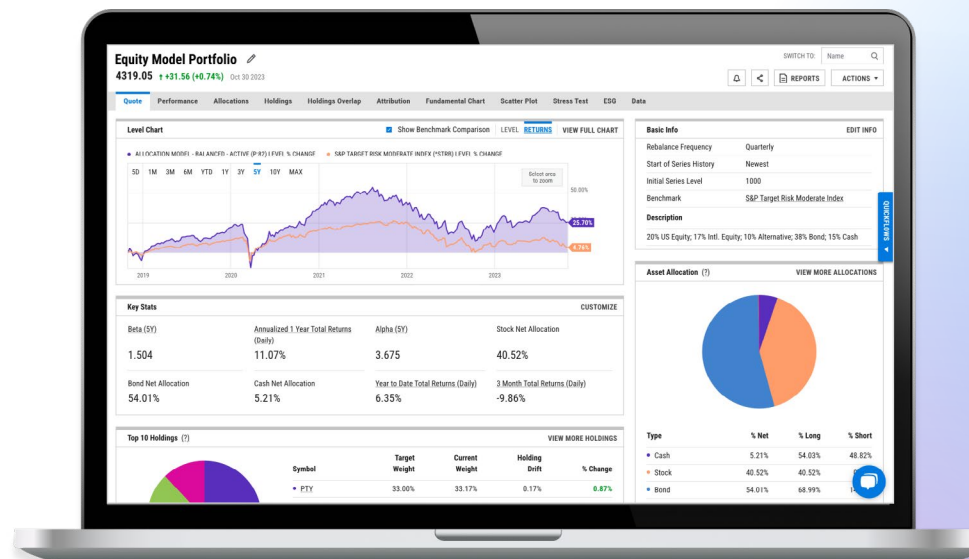 Equity Model Portfolio
4319.05 ↑ +31.56 (+0.74%) Oct 30 2023
SWITCH TO: Name
REPORTS
ACTIONS
Quote Performance Allocations Holdings Holdings Overlap Attribution Fundamental Chart Scatter Plot Stress Test ESG Data
Level Chart
Show Benchmark Comparison LEVEL RETURNS VIEW FULL CHART
ALLOCATION MODEL - BALANCED - ACTIVE (P:82) LEVEL % CHANGE S&P TARGET RISK MODERATE INDEX (^STRB) LEVEL % CHANGE
5D 1M 3M 6M YTD 1Y 3Y 5Y 10Y MAX
Select area
to zoom
50.00%
25.70%
4.76%
2019 2020 2021 2022 2023
Key Stats CUSTOMIZE
Beta (5Y)
1.504
Annualized 1 Year Total Returns
(Daily)
11.07%
Alpha (5Y)
3.675
Stock Net Allocation
40.52%
Bond Net Allocation
54.01%
Cash Net Allocation
5.21%
Year to Date Total Returns (Daily)
6.35%
3 Month Total Returns (Daily)
-9.86%
Top 10 Holdings (?) VIEW MORE HOLDINGS
Symbol Target Weight Current Weight Holding Drift % Change
PTY 33.00% 33.17% 0.17% 0.87%
Basic Info EDIT INFO
Rebalance Frequency Quarterly
Start of Series History Newest
Initial Series Level 1000
Benchmark S&P Target Risk Moderate Index
Description
20% US Equity; 17% Intl. Equity; 10% Alternative; 38% Bond; 15% Cash
QUICKFLOWS
Asset Allocation (?) VIEW MORE ALLOCATIONS
Type % Net % Long % Short
Cash 5.21% 54.03% 48.82%
Stock 40.52% 40.52%
Bond 54.01% 68.99%